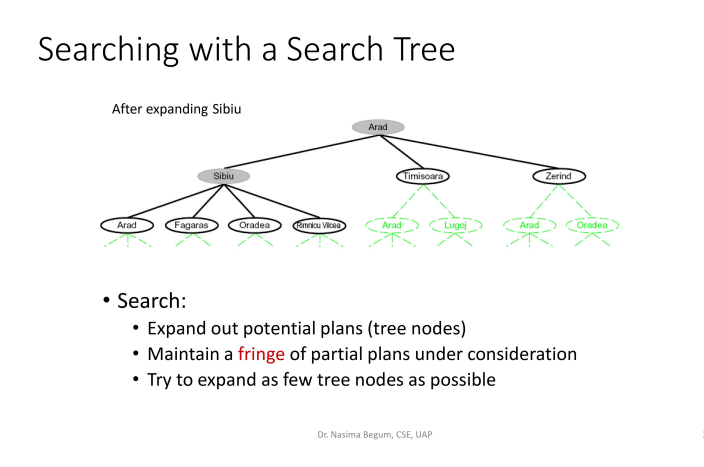 Searching with a Search Tree
After expanding Sibiu
Arad
Sibiu
Timisoara
Zerind
Arad
Fagaras
Oradea
Rimnicu Vilcea
Arad
Lugoj
Arad
Oradea
• Search:
• Expand out potential plans (tree nodes)
• Maintain a fringe of partial plans under consideration
• Try to expand as few tree nodes as possible
Dr. Nasima Begum, CSE, UAP